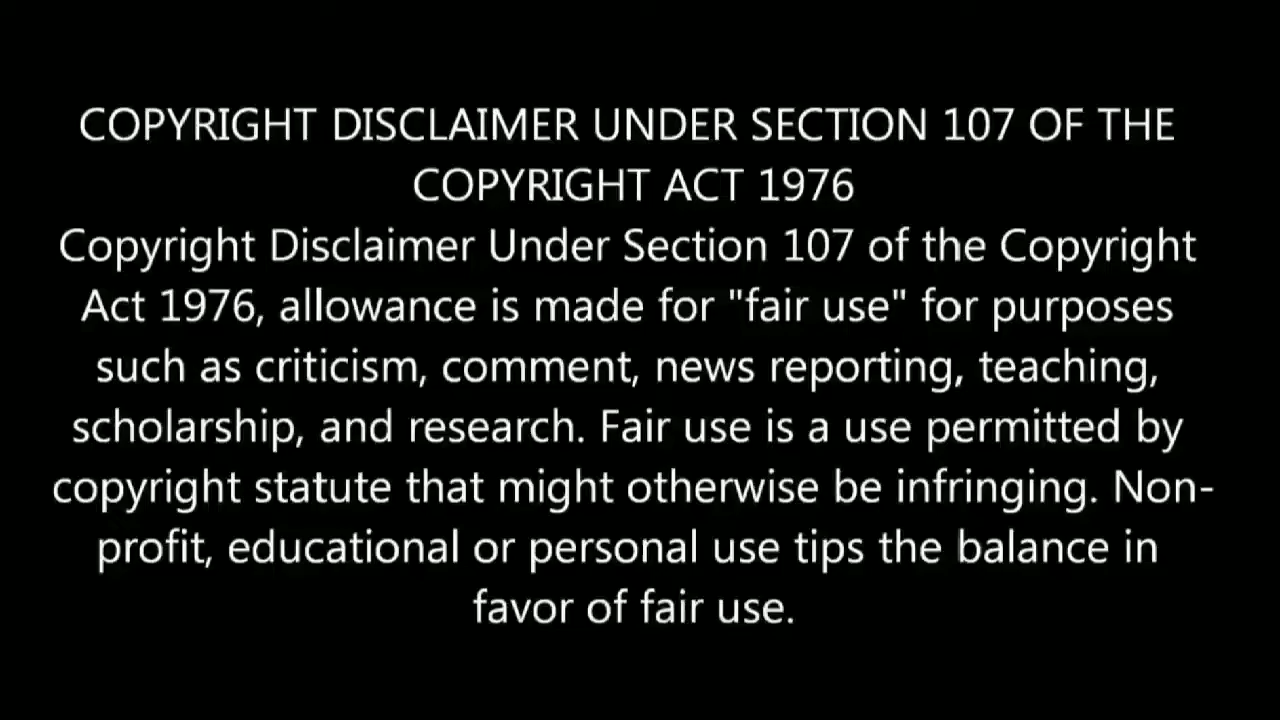 COPYRIGHT DISCLAIMER UNDER SECTION 107 OF THE
COPYRIGHT ACT 1976
Copyright Disclaimer Under Section 107 of the Copyright
Act 1976, allowance is made for "fair use" for purposes
such as criticism, comment, news reporting, teaching,
scholarship, and research. Fair use is a use permitted by
copyright statute that might otherwise be infringing. Non-
profit, educational or personal use tips the balance in
favor of fair use.